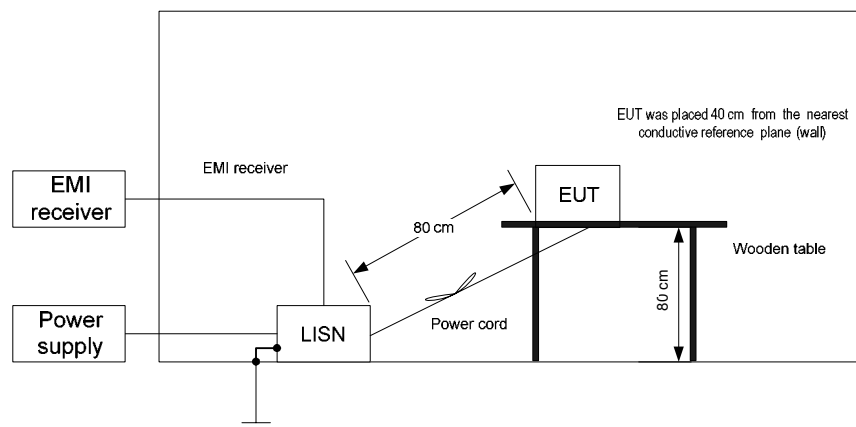 EUT was placed 40 cm from the nearest
conductive reference plane (wall)
EMI receiver
EMI
receiver
EUT
80 cm
Wooden table
80 cm
Power
supply
LISN
Power cord